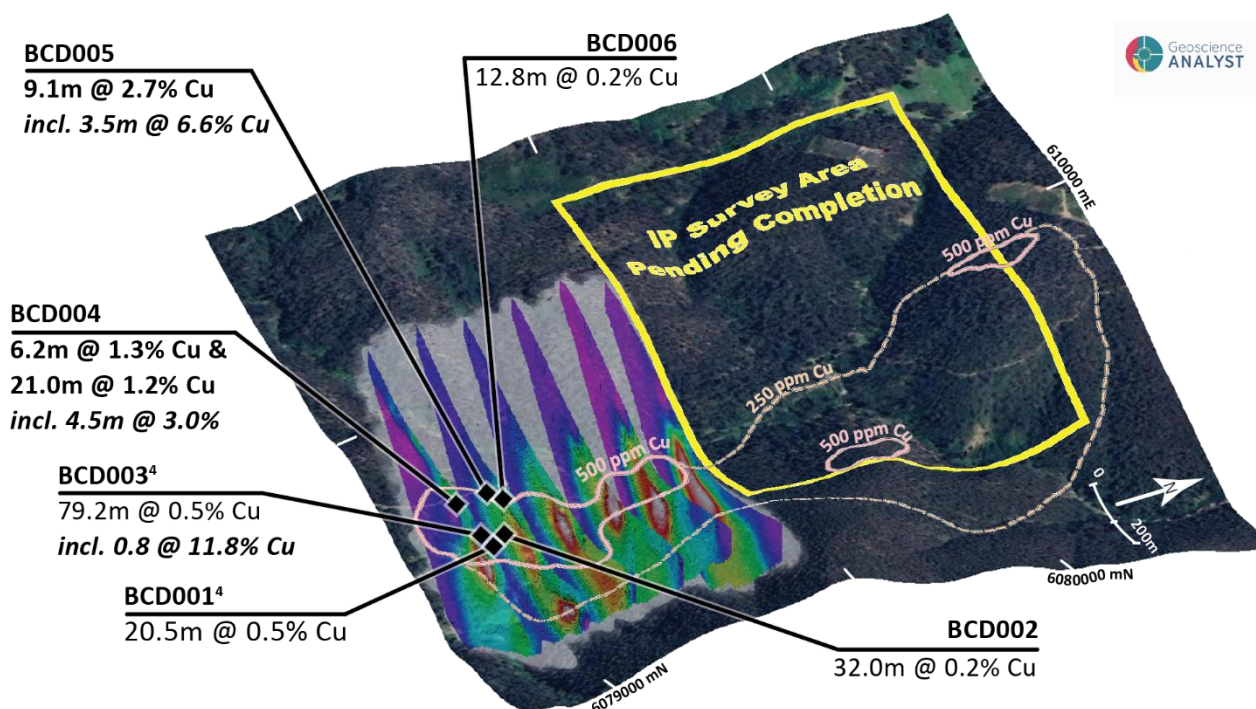 BCD005
9.1m @ 2.7% Cu
incl. 3.5m @ 6.6% Cu
BCD006
12.8m @ 0.2% Cu
Geoscience
ANALYST
IP Survey Area
Pending Completion
610000 mE
500 ppm Cu
BCD004
6.2m @ 1.3% Cu &
21.0m @ 1.2% Cu
incl. 4.5m @ 3.0%
250 ppm Cu
500 ppm Cu
500 ppm Cu
BCD003⁴
79.2m @ 0.5% Cu
incl. 0.8 @ 11.8% Cu
0
200m
N
6080000 mN
BCD001⁴
20.5m @ 0.5% Cu
BCD002
32.0m @ 0.2% Cu
6079000 mN